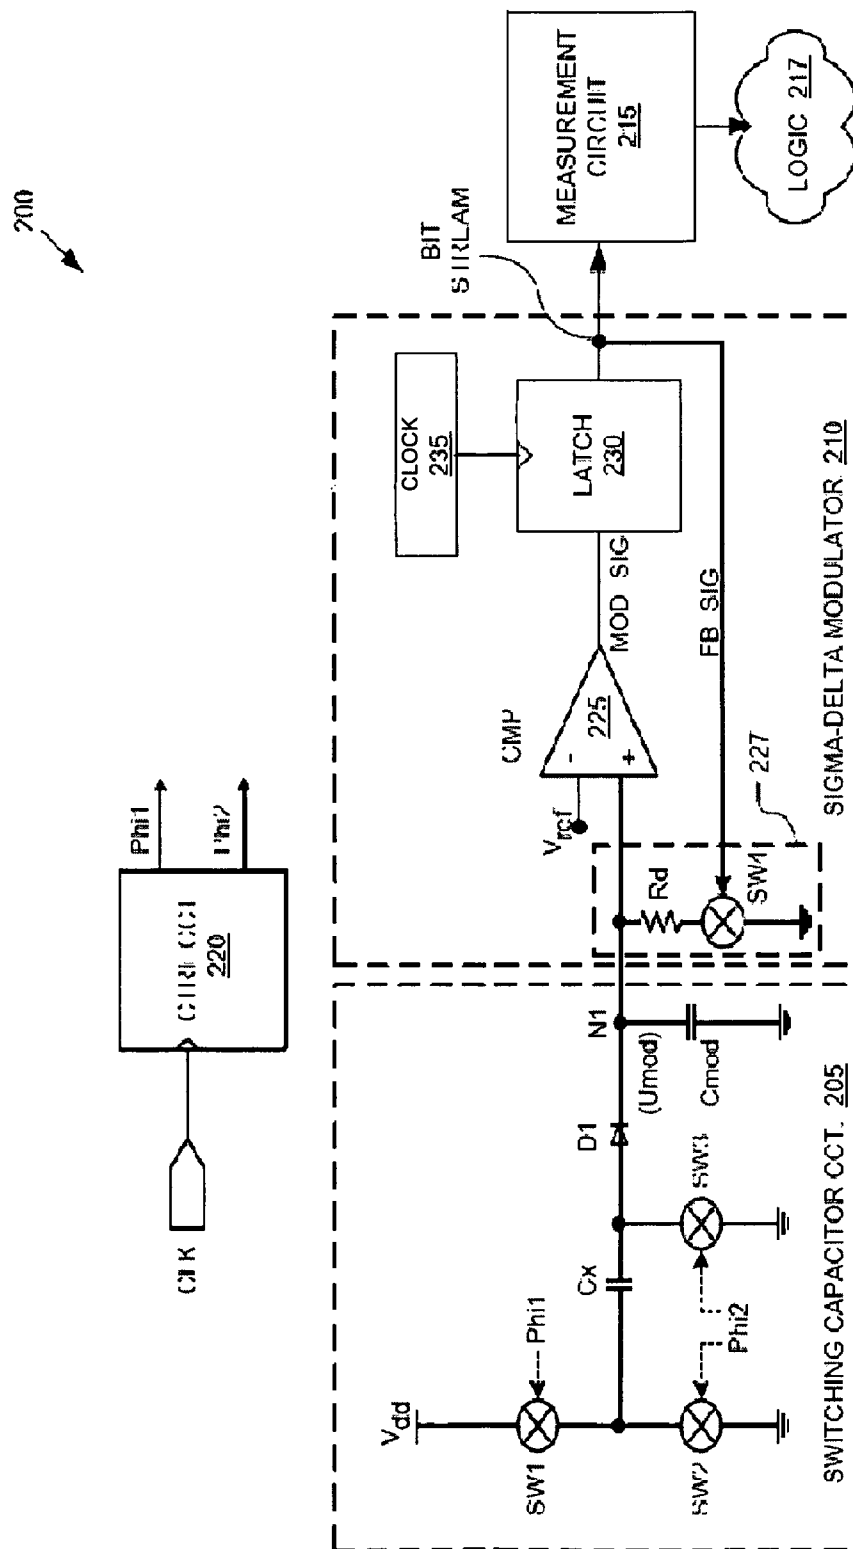 200
CLK
CTRL CCT
220
Phi1
Phi2
Vdd
SW1
Phi1
SW2
Phi2
Cx
SW3
D1
N1
(Umod)
Cmod
SWITCHING CAPACITOR CCT. 205
Vref
CMP
-
+
225
Rd
SW4
227
MOD SIG
FB SIG
CLOCK
235
LATCH
230
SIGMA-DELTA MODULATOR 210
BIT
STREAM
MEASUREMENT
CIRCUIT
215
LOGIC 217